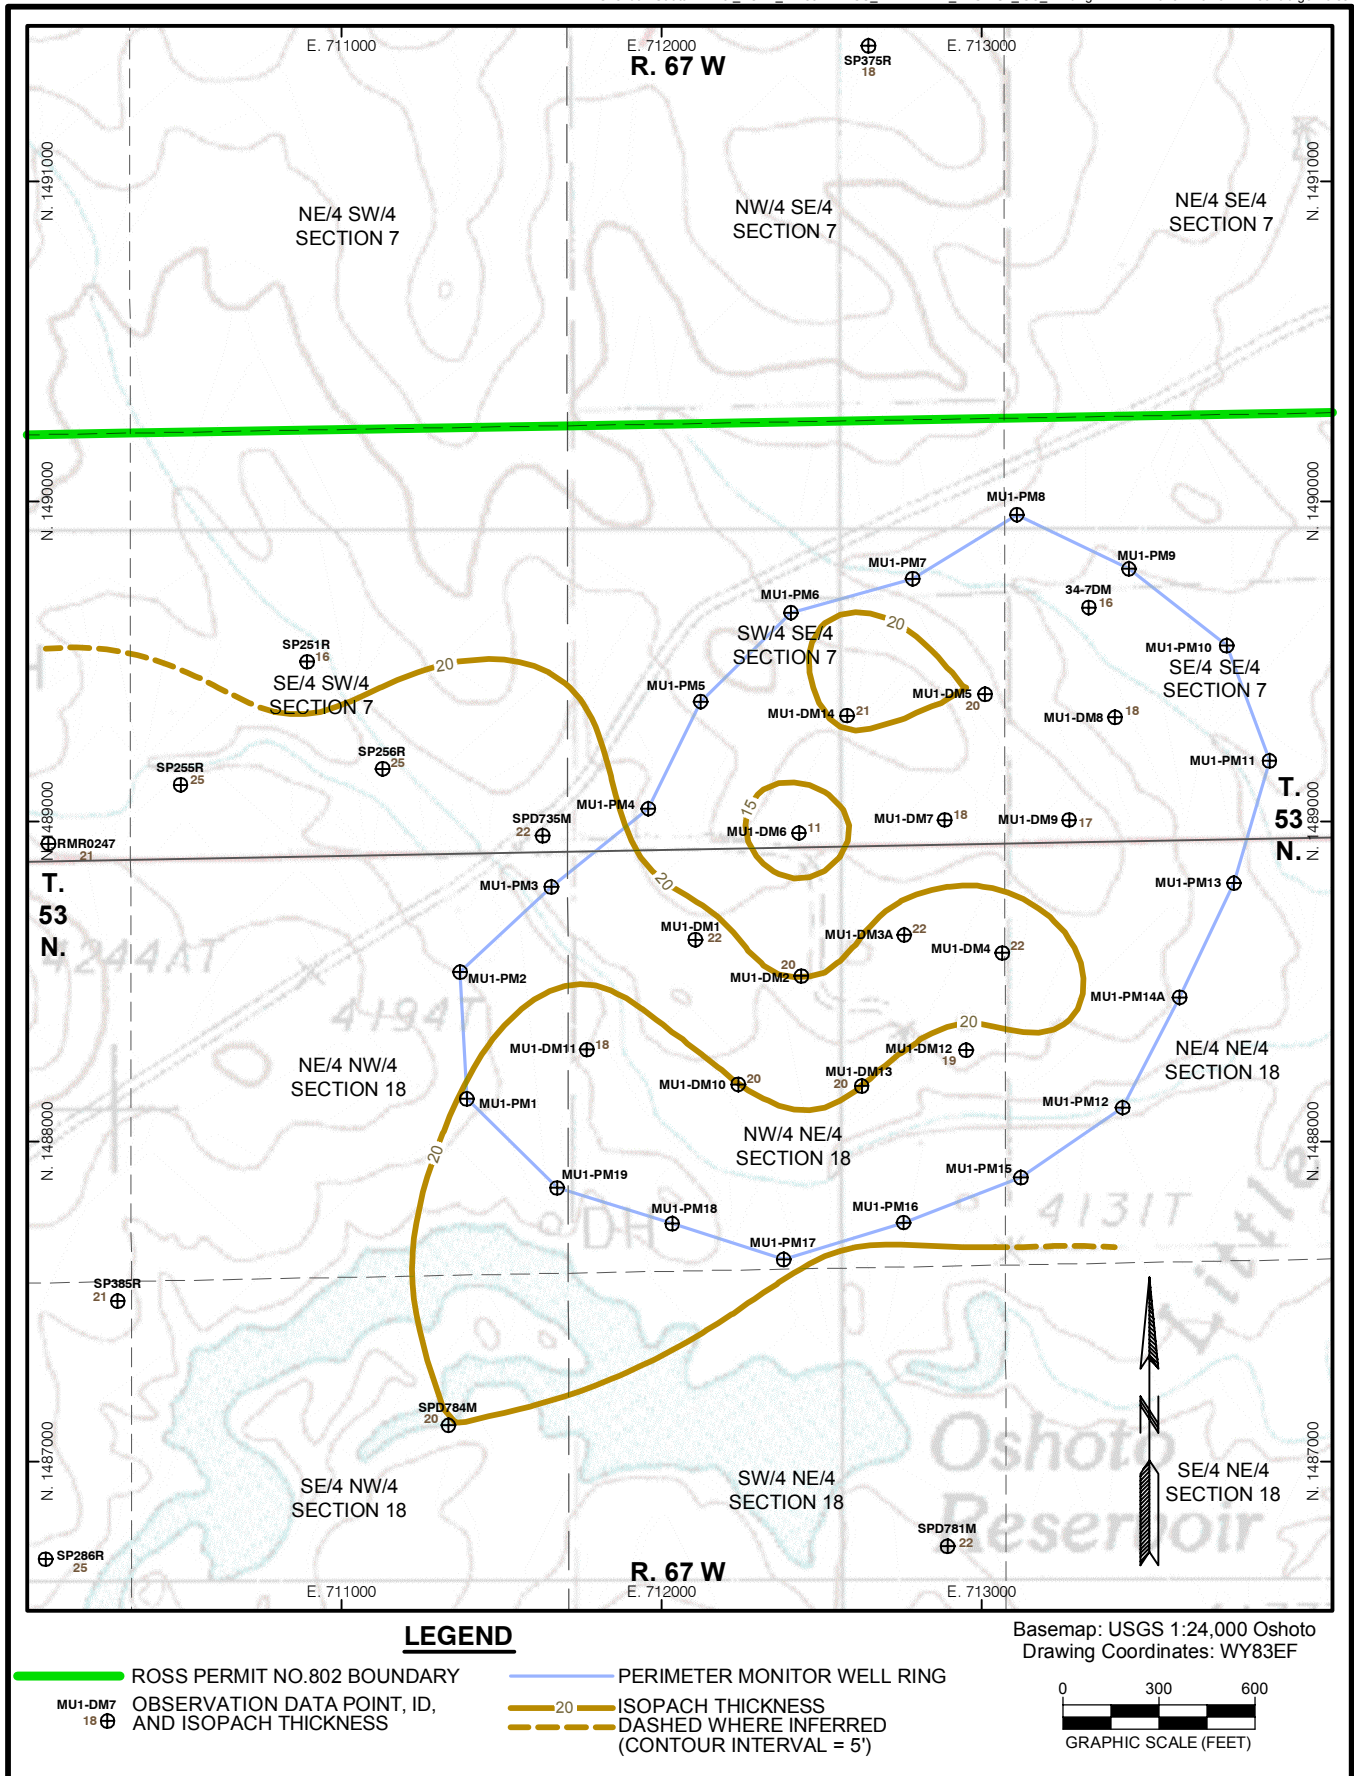 E. 711000
E. 712000
E. 713000
R. 67 W
SP375R
18
N. 1491000
N. 1491000
NE/4 SW/4
SECTION 7
NW/4 SE/4
SECTION 7
NE/4 SE/4
SECTION 7
N. 1490000
N. 1490000
MU1-PM8
MU1-PM7
MU1-PM9
MU1-PM6
34-7DM
16
20
SW/4 SE/4
SECTION 7
SP251R
16
20
MU1-PM10
SE/4 SE/4
SECTION 7
SE/4 SW/4
SECTION 7
MU1-PM5
MU1-DM5
20
MU1-DM14
21
MU1-DM8
18
SP256R
25
SP255R
25
MU1-PM11
T.
53
N.
MU1-PM4
15
SPD735M
22
MU1-DM6
11
MU1-DM7
18
MU1-DM9
17
N. 1489000
N. 1489000
RMR0247
21
T.
53
N.
MU1-PM3
20
MU1-PM13
MU1-DM1
22
MU1-DM3A
22
MU1-DM4
22
4244AT
MU1-PM2
20
MU1-DM2
MU1-PM14A
4194T
20
MU1-DM11
18
MU1-DM12
19
NE/4 NW/4
SECTION 18
NE/4 NE/4
SECTION 18
MU1-DM10
20
MU1-DM13
20
MU1-PM1
MU1-PM12
N. 1488000
N. 1488000
NW/4 NE/4
SECTION 18
20
MU1-PM15
MU1-PM19
DH
4131T
Little
MU1-PM18
MU1-PM16
MU1-PM17
SP385R
21
SPD784M
20
Oshoto
Reservoir
N. 1487000
N. 1487000
SE/4 NW/4
SECTION 18
SW/4 NE/4
SECTION 18
SE/4 NE/4
SECTION 18
N
SPD781M
22
SP286R
25
R. 67 W
E. 711000
E. 712000
E. 713000
LEGEND
ROSS PERMIT NO.802 BOUNDARY
MU1-DM7
18
OBSERVATION DATA POINT, ID,
AND ISOPACH THICKNESS
PERIMETER MONITOR WELL RING
20
ISOPACH THICKNESS
DASHED WHERE INFERRED
(CONTOUR INTERVAL = 5')
Basemap: USGS 1:24,000 Oshoto
Drawing Coordinates: WY83EF
0 300 600
GRAPHIC SCALE (FEET)